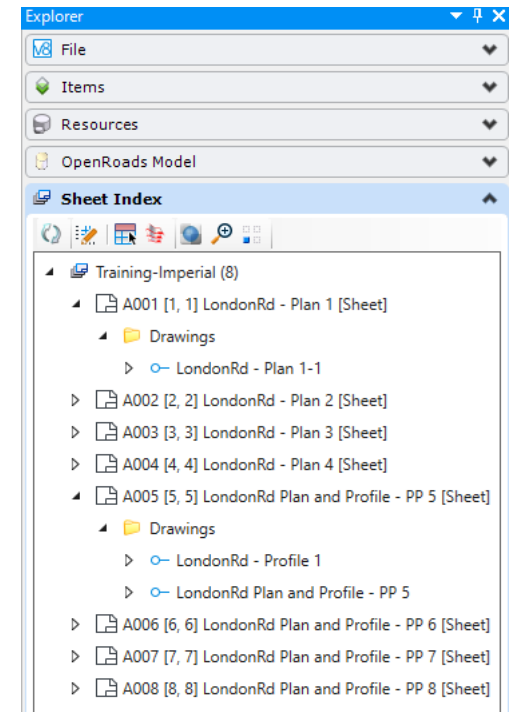 Explorer
V8 File
Items
Resources
OpenRoads Model
Sheet Index
Training-Imperial (8)
A001 [1, 1] LondonRd - Plan 1 [Sheet]
Drawings
LondonRd - Plan 1-1
A002 [2, 2] LondonRd - Plan 2 [Sheet]
A003 [3, 3] LondonRd - Plan 3 [Sheet]
A004 [4, 4] LondonRd - Plan 4 [Sheet]
A005 [5, 5] LondonRd Plan and Profile - PP 5 [Sheet]
Drawings
LondonRd - Profile 1
LondonRd Plan and Profile - PP 5
A006 [6, 6] LondonRd Plan and Profile - PP 6 [Sheet]
A007 [7, 7] LondonRd Plan and Profile - PP 7 [Sheet]
A008 [8, 8] LondonRd Plan and Profile - PP 8 [Sheet]